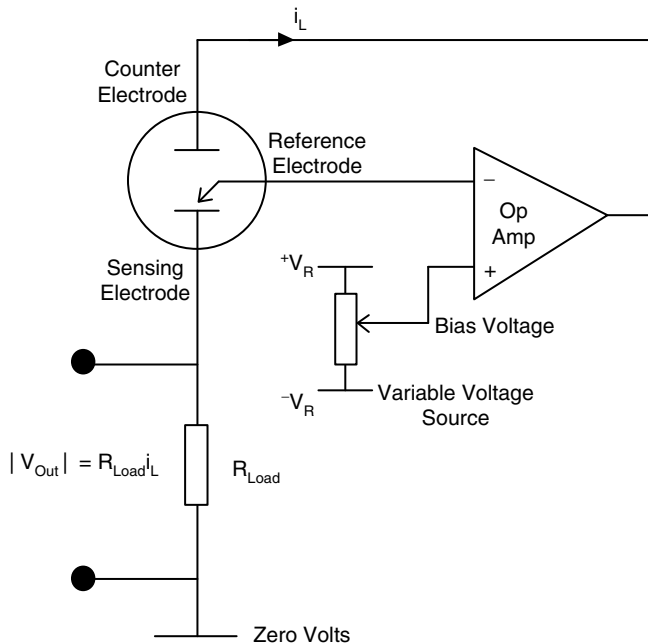 i_L
Counter
Electrode
Reference
Electrode
−
Op
Amp
+
Sensing
Electrode
⁺V_R
Bias Voltage
⁻V_R
Variable Voltage
Source
| V_Out | = R_Load i_L
R_Load
Zero Volts